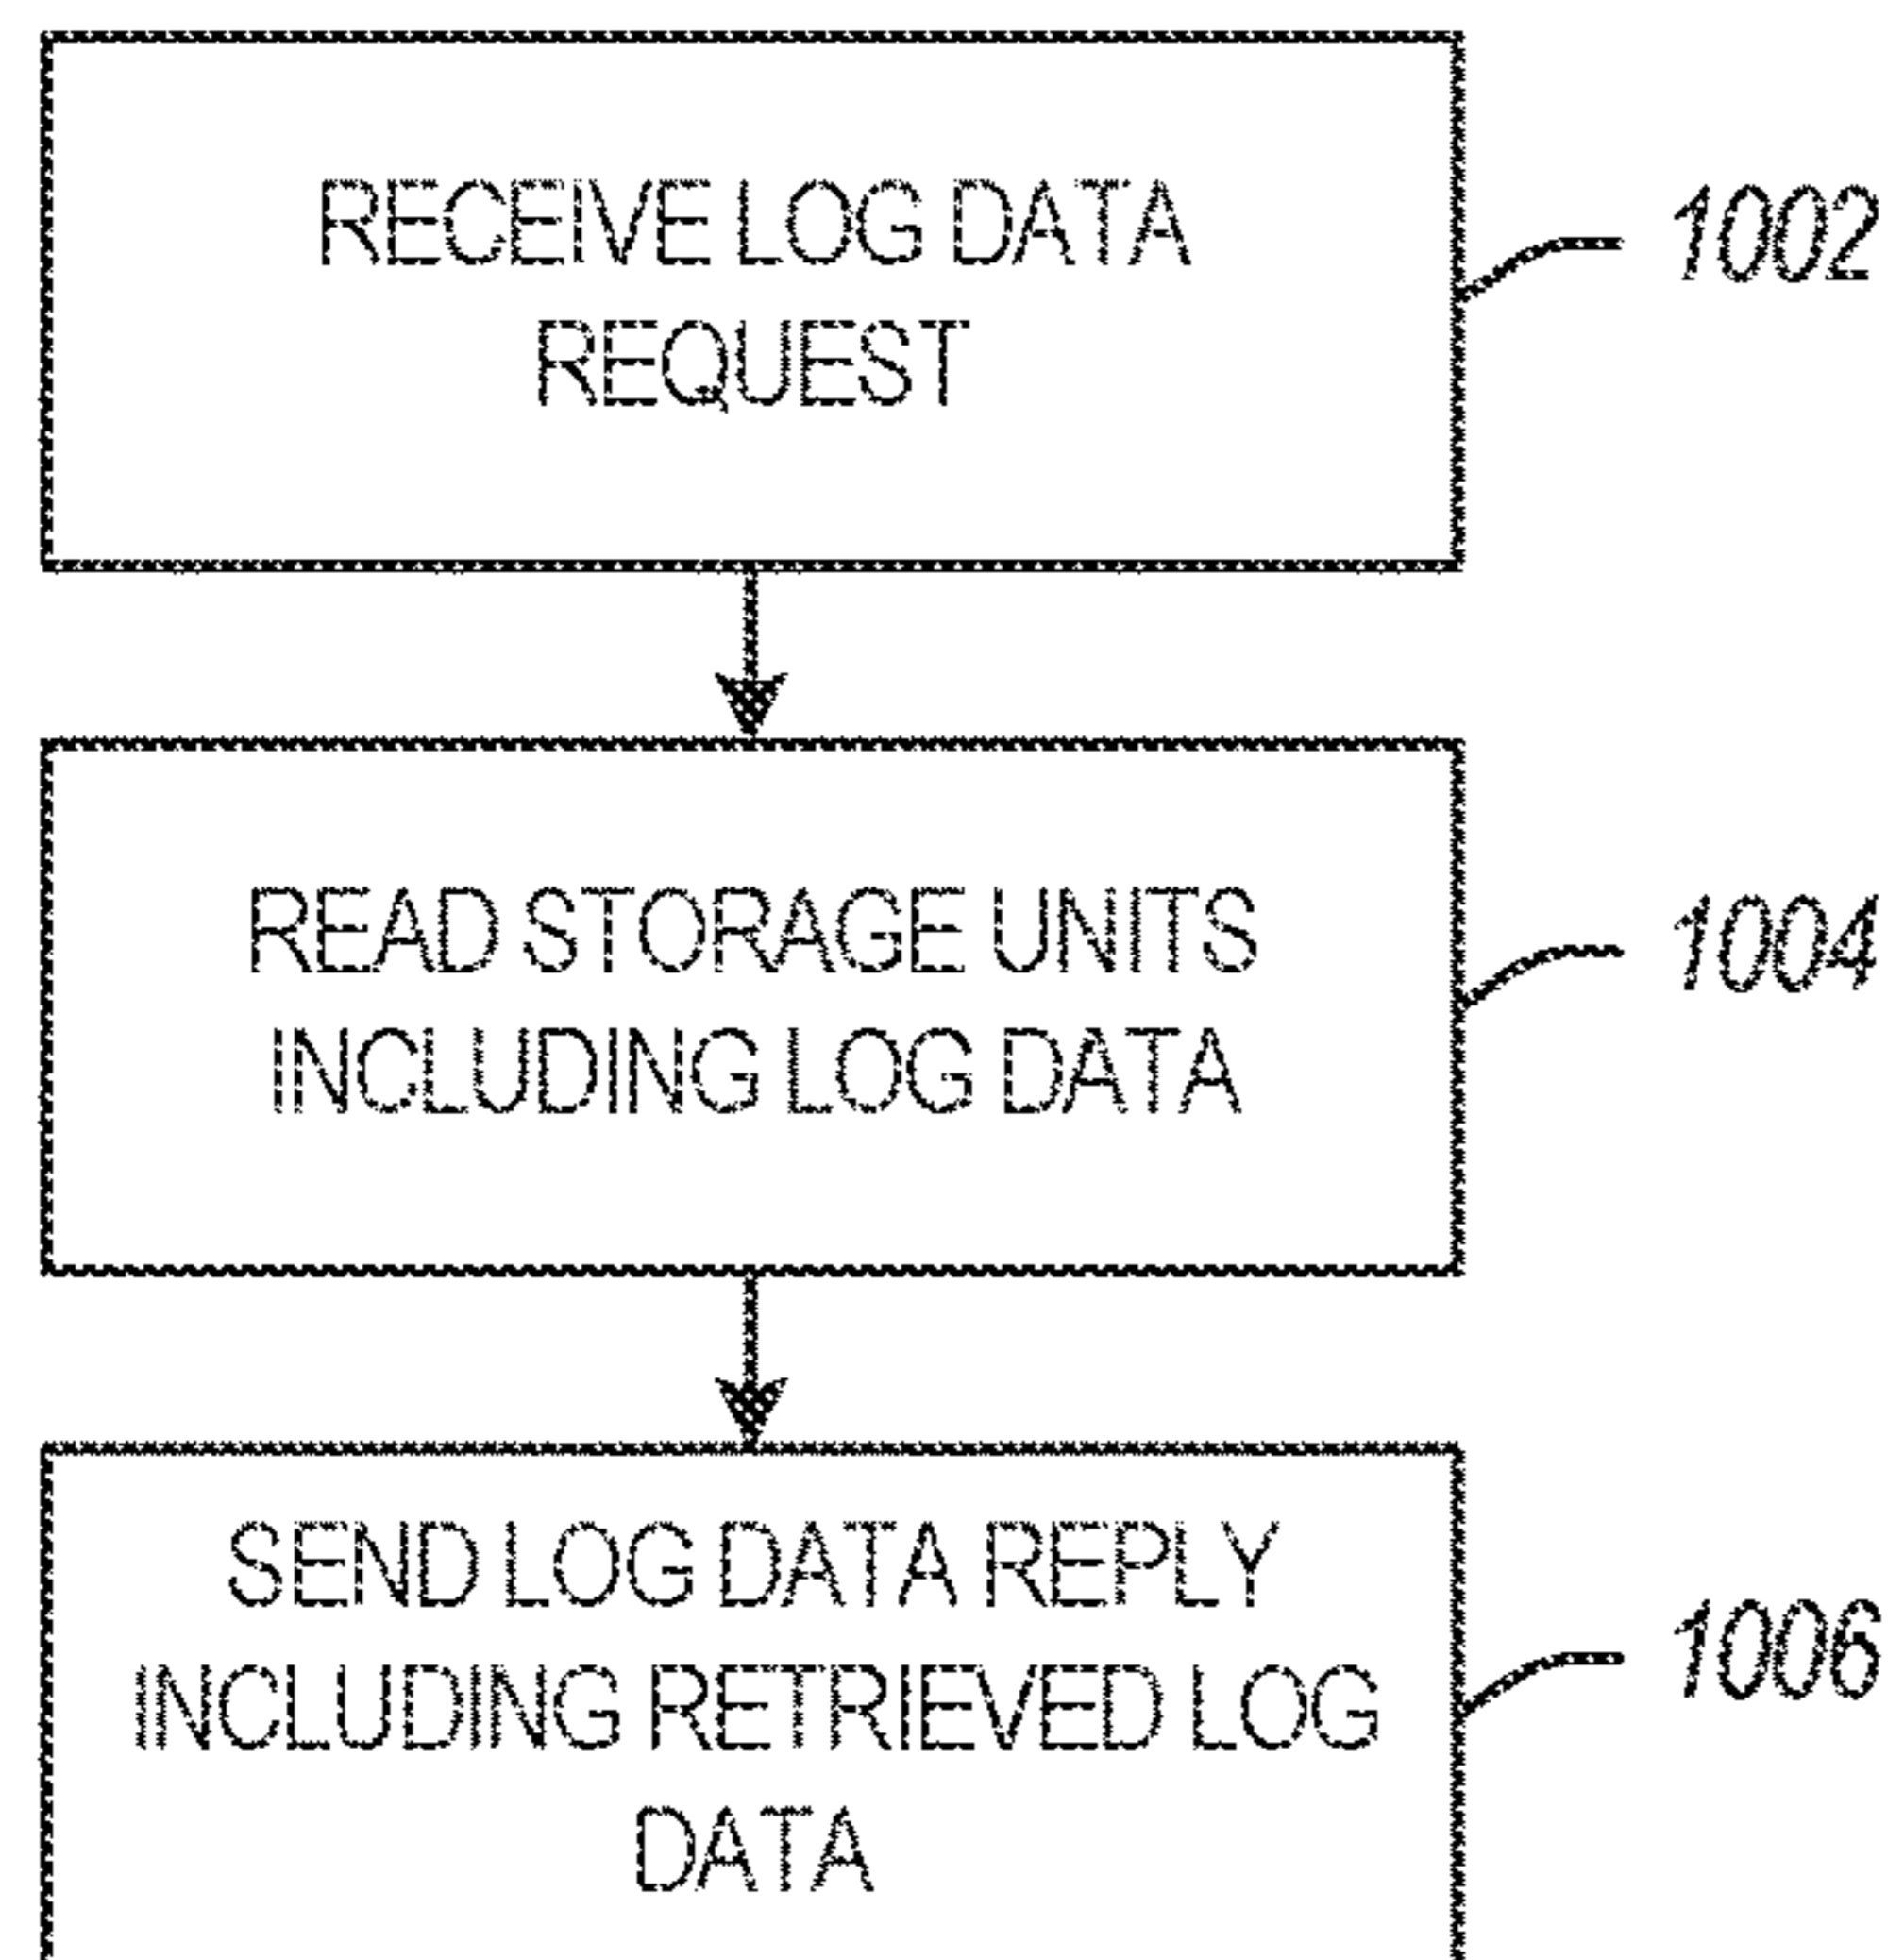 RECEIVE LOG DATA
REQUEST
1002
READ STORAGE UNITS
INCLUDING LOG DATA
1004
SEND LOG DATA REPLY
INCLUDING RETRIEVED LOG
DATA
1006